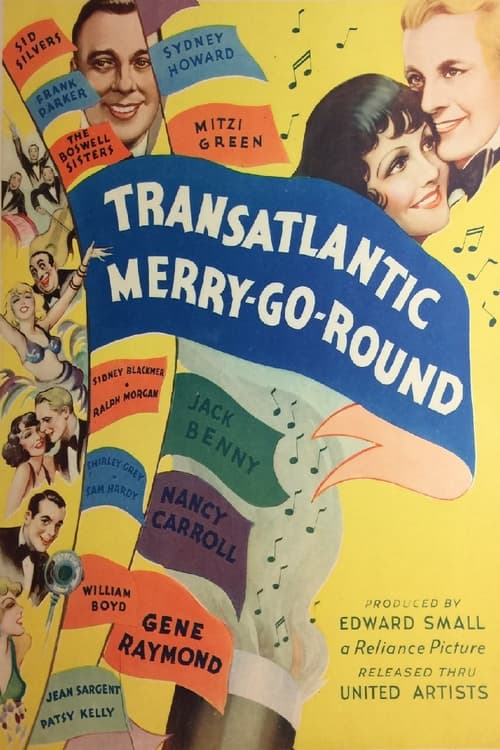 SID
SILVERS
SYDNEY
HOWARD
FRANK
PARKER
THE
BOSWELL
SISTERS
MITZI
GREEN
TRANSATLANTIC
MERRY-GO-ROUND
SIDNEY BLACKMER
RALPH MORGAN
JACK
BENNY
SHIRLEY GREY
SAM HARDY
NANCY
CARROLL
WILLIAM
BOYD
GENE
RAYMOND
JEAN SARGENT
PATSY KELLY
PRODUCED BY
EDWARD SMALL
a Reliance Picture
RELEASED THRU
UNITED ARTISTS